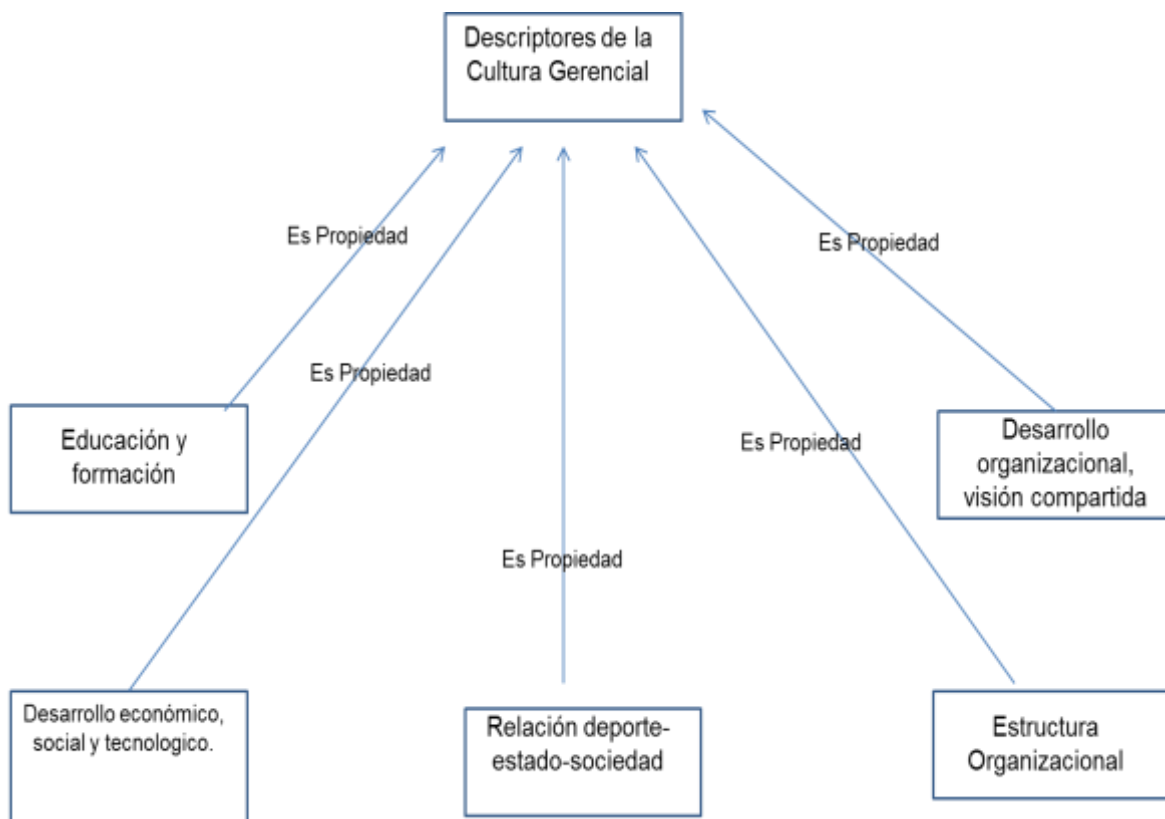 Descriptores de la
Cultura Gerencial
Es Propiedad
Es Propiedad
Es Propiedad
Educación y
formación
Desarrollo
organizacional,
visión compartida
Es Propiedad
Es Propiedad
Desarrollo económico,
social y tecnologico.
Relación deporte-
estado-sociedad
Estructura
Organizacional